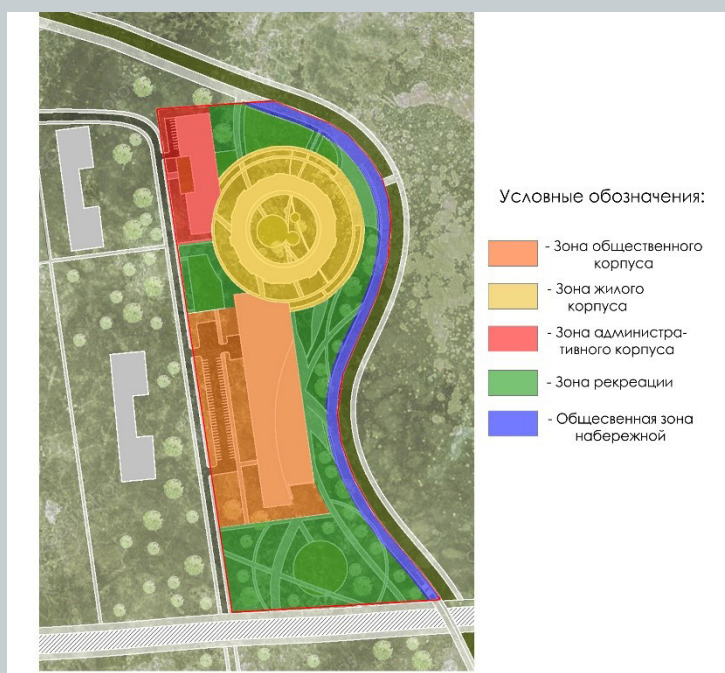 Условные обозначения:
- Зона общественного
корпуса
- Зона жилого
корпуса
- Зона администра-
тивного корпуса
- Зона рекреации
- Общесвенная зона
набережной